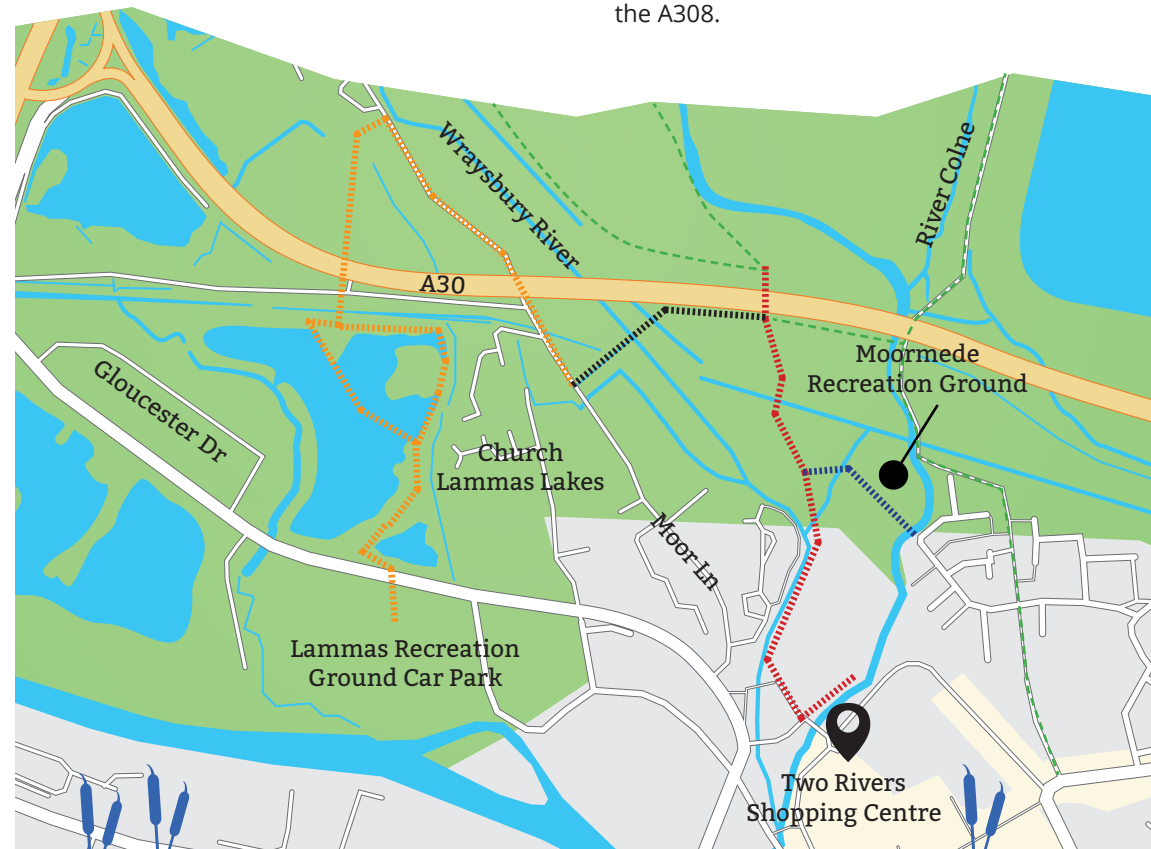 the A308.
Wraysbury River
River Colne
A30
Moormede
Recreation Ground
Gloucester Dr
Church
Lammas Lakes
Moor Ln
Lammas Recreation
Ground Car Park
Two Rivers
Shopping Centre